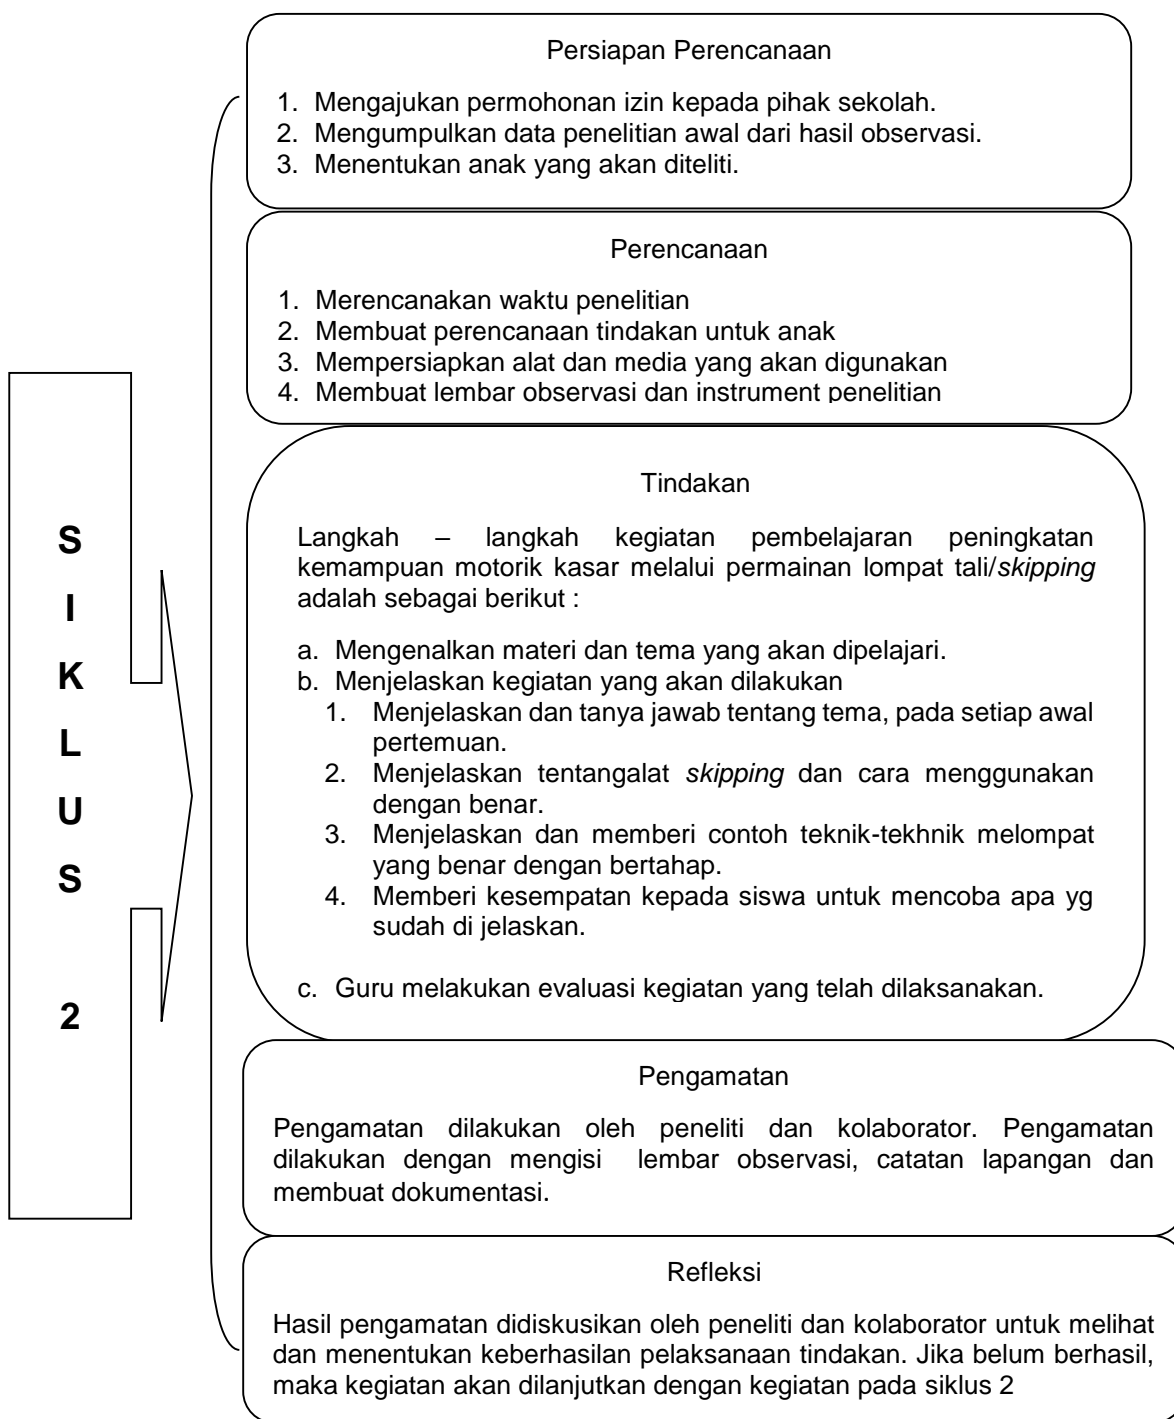 Persiapan Perencanaan
1. Mengajukan permohonan izin kepada pihak sekolah.
2. Mengumpulkan data penelitian awal dari hasil observasi.
3. Menentukan anak yang akan diteliti.
Perencanaan
1. Merencanakan waktu penelitian
2. Membuat perencanaan tindakan untuk anak
3. Mempersiapkan alat dan media yang akan digunakan
4. Membuat lembar observasi dan instrument penelitian
S
I
K
L
U
S
2
Tindakan
Langkah – langkah kegiatan pembelajaran peningkatan
kemampuan motorik kasar melalui permainan lompat tali/skipping
adalah sebagai berikut :
a. Mengenalkan materi dan tema yang akan dipelajari.
b. Menjelaskan kegiatan yang akan dilakukan
1. Menjelaskan dan tanya jawab tentang tema, pada setiap awal
pertemuan.
2. Menjelaskan tentangalat skipping dan cara menggunakan
dengan benar.
3. Menjelaskan dan memberi contoh teknik-tekhnik melompat
yang benar dengan bertahap.
4. Memberi kesempatan kepada siswa untuk mencoba apa yg
sudah di jelaskan.
c. Guru melakukan evaluasi kegiatan yang telah dilaksanakan.
Pengamatan
Pengamatan dilakukan oleh peneliti dan kolaborator. Pengamatan
dilakukan dengan mengisi lembar observasi, catatan lapangan dan
membuat dokumentasi.
Refleksi
Hasil pengamatan didiskusikan oleh peneliti dan kolaborator untuk melihat
dan menentukan keberhasilan pelaksanaan tindakan. Jika belum berhasil,
maka kegiatan akan dilanjutkan dengan kegiatan pada siklus 2